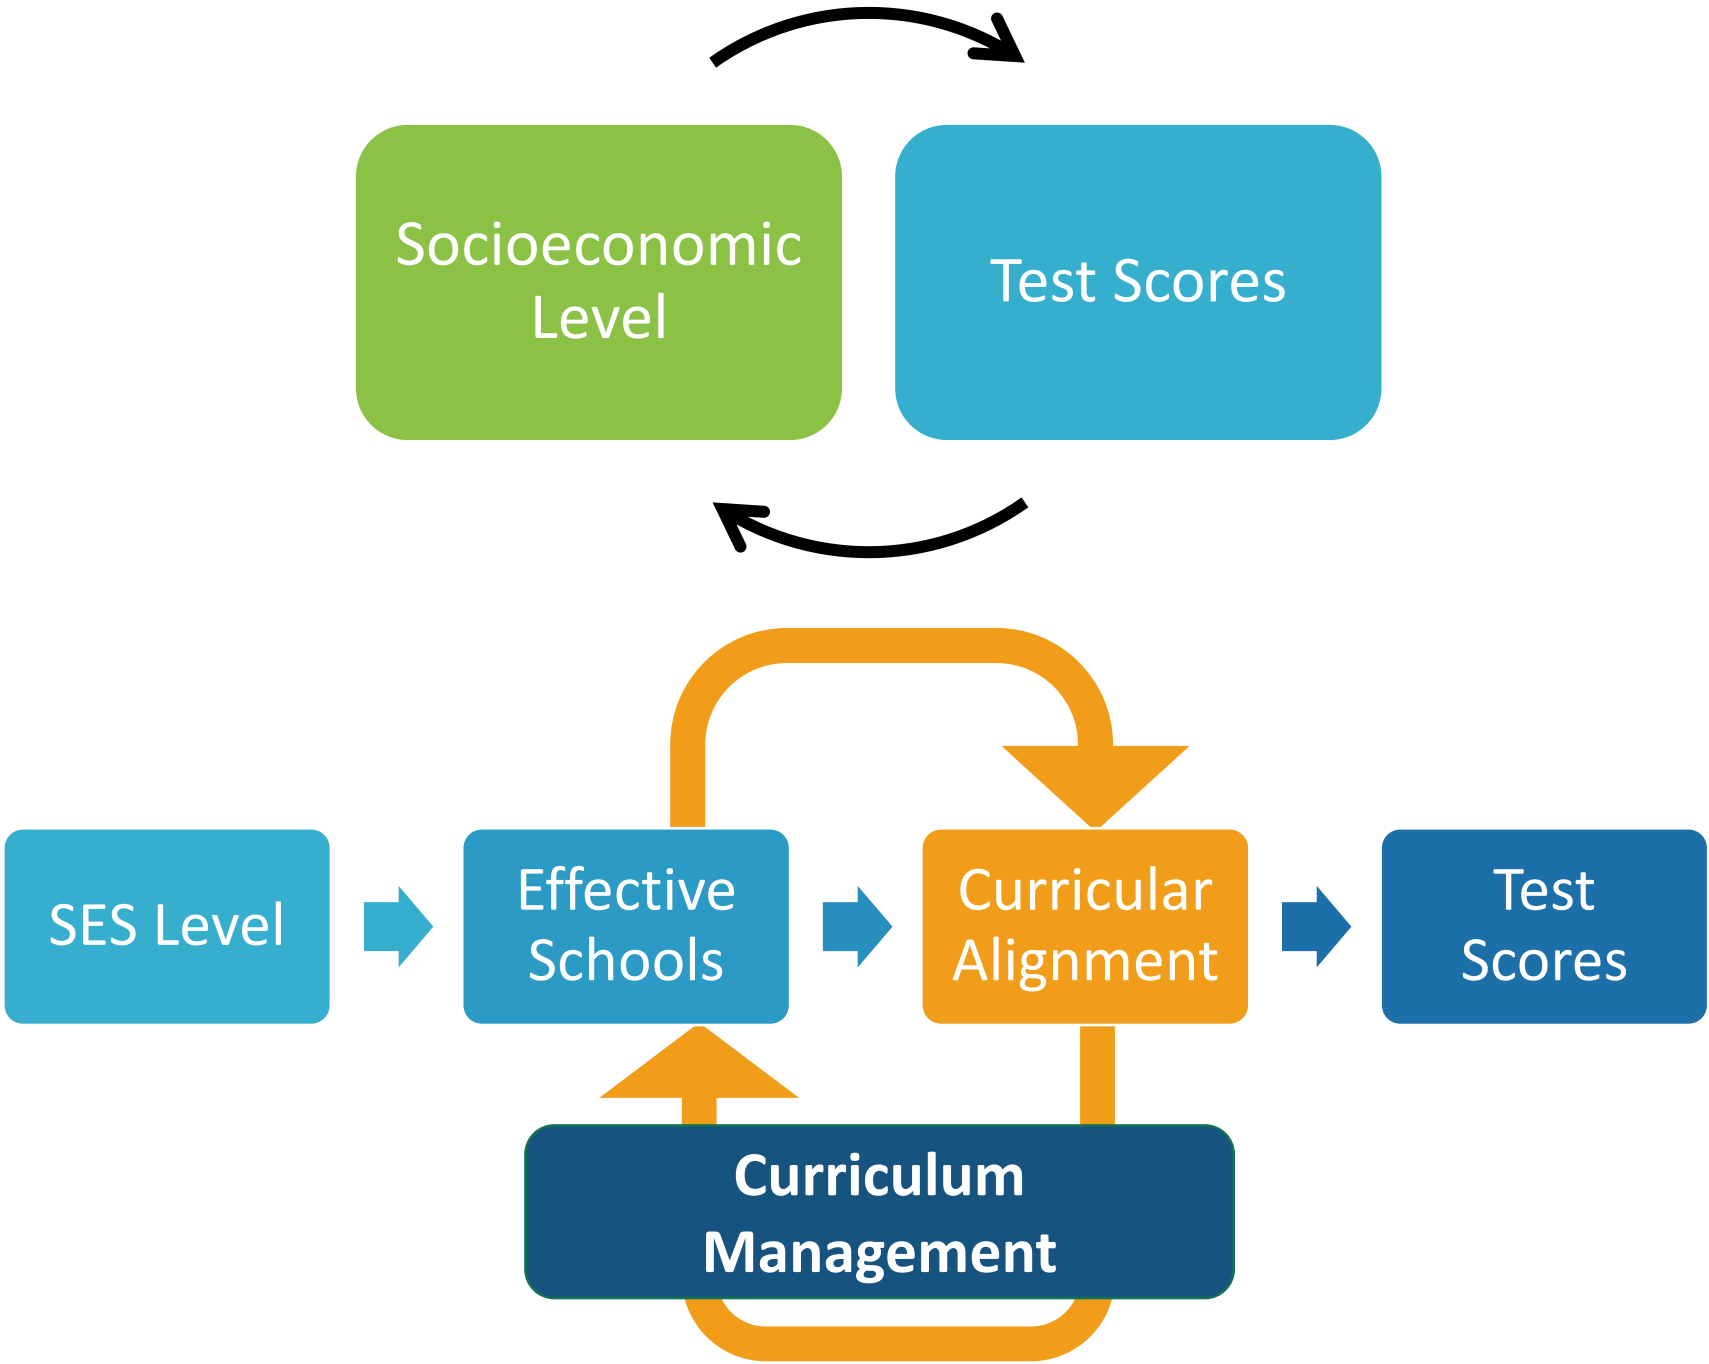 Socioeconomic
Level
Test Scores
SES Level
Effective
Schools
Curricular
Alignment
Test
Scores
Curriculum
Management